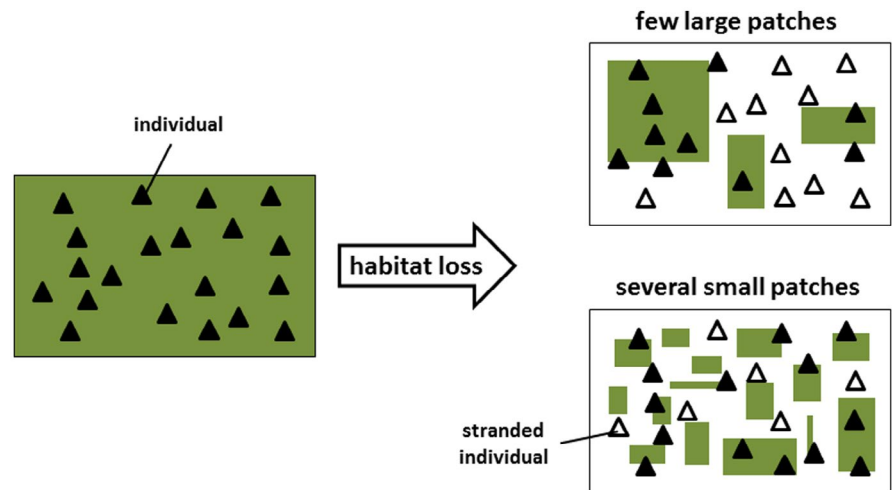 individual
habitat loss
few large patches
several small patches
stranded
individual